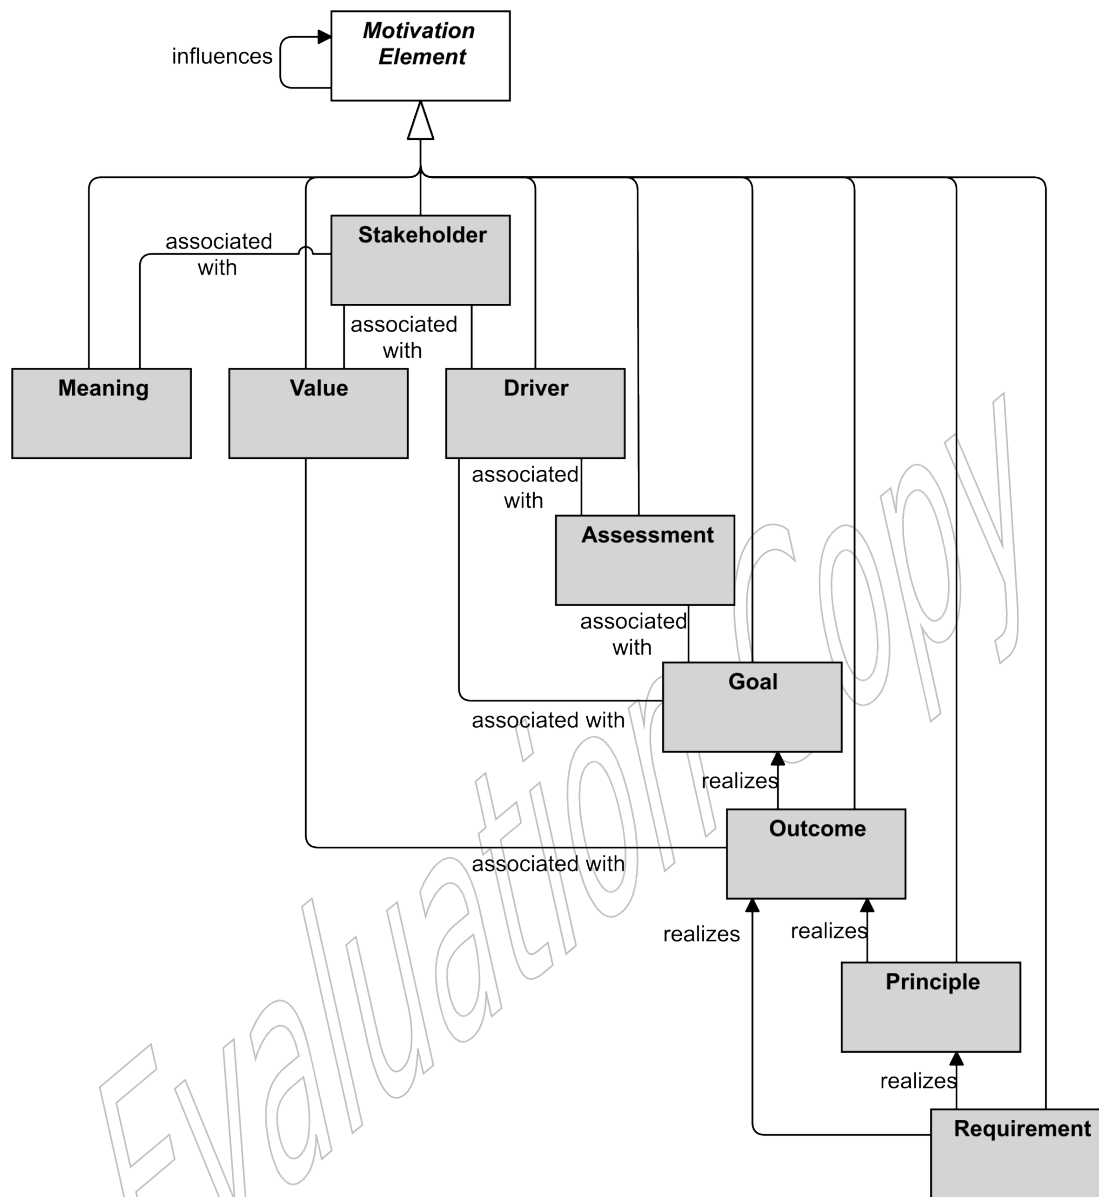 Motivation
Element
influences
Stakeholder
associated
with
associated
with
Meaning
Value
Driver
associated
with
Assessment
associated
with
Goal
associated with
realizes
Outcome
associated with
realizes
realizes
Principle
realizes
Requirement
Evaluation Copy